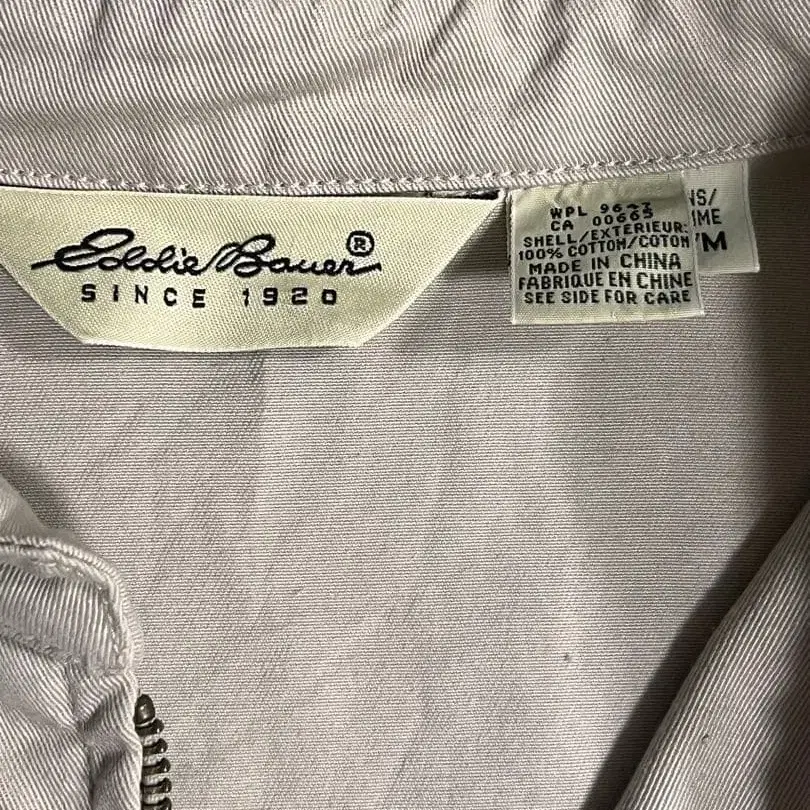 Eddie Bauer®
SINCE 1920
WPL
CA 00665
SHELL/EXTERIEUR:
100% COTTON/COTON
MADE IN CHINA
FABRIQUE EN CHINE
SEE SIDE FOR CARE
M